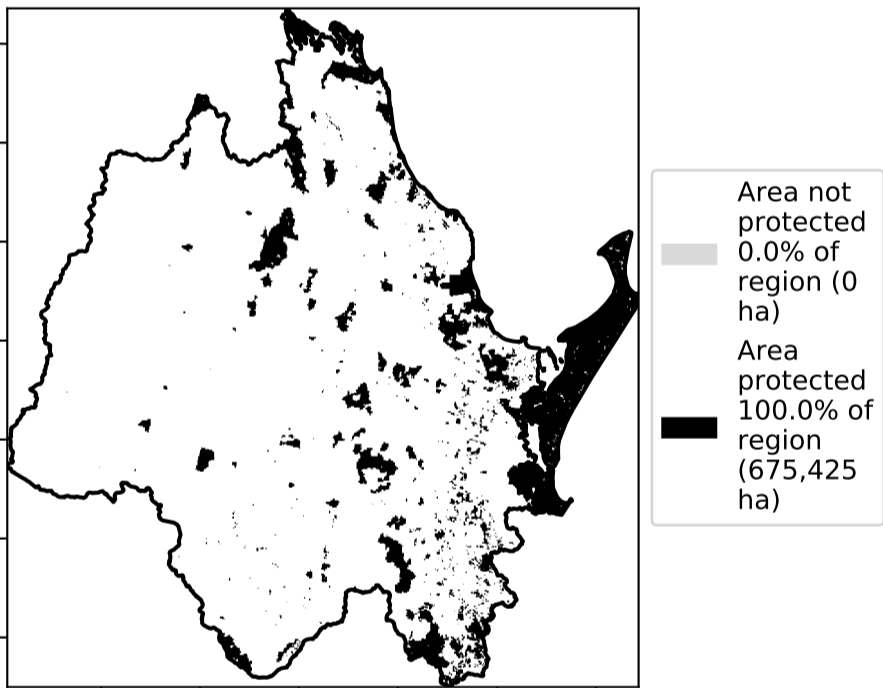 Area not
protected
0.0% of
region (0
ha)
Area
protected
100.0% of
region
(675,425
ha)